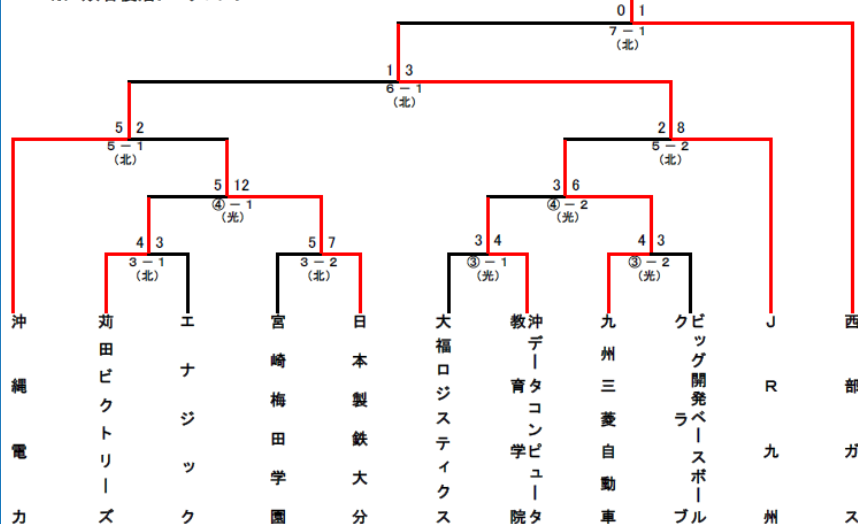 0 1
7－1
(北)
1 3
6－1
(北)
5 2
5－1
(北)
2 8
5－2
(北)
5 12
④－1
(光)
3 6
④－2
(光)
4 3
3－1
(北)
5 7
3－2
(北)
3 4
③－1
(光)
4 3
③－2
(光)
沖縄電力
苅田ビクトリーズ
エナジック
宮崎梅田学園
日本製鉄大分
大福ロジスティクス
沖データコンピュータ
教育学院
九州三菱自動車
ビッグ開発ベースボール
クラブ
JR九州
西部ガス